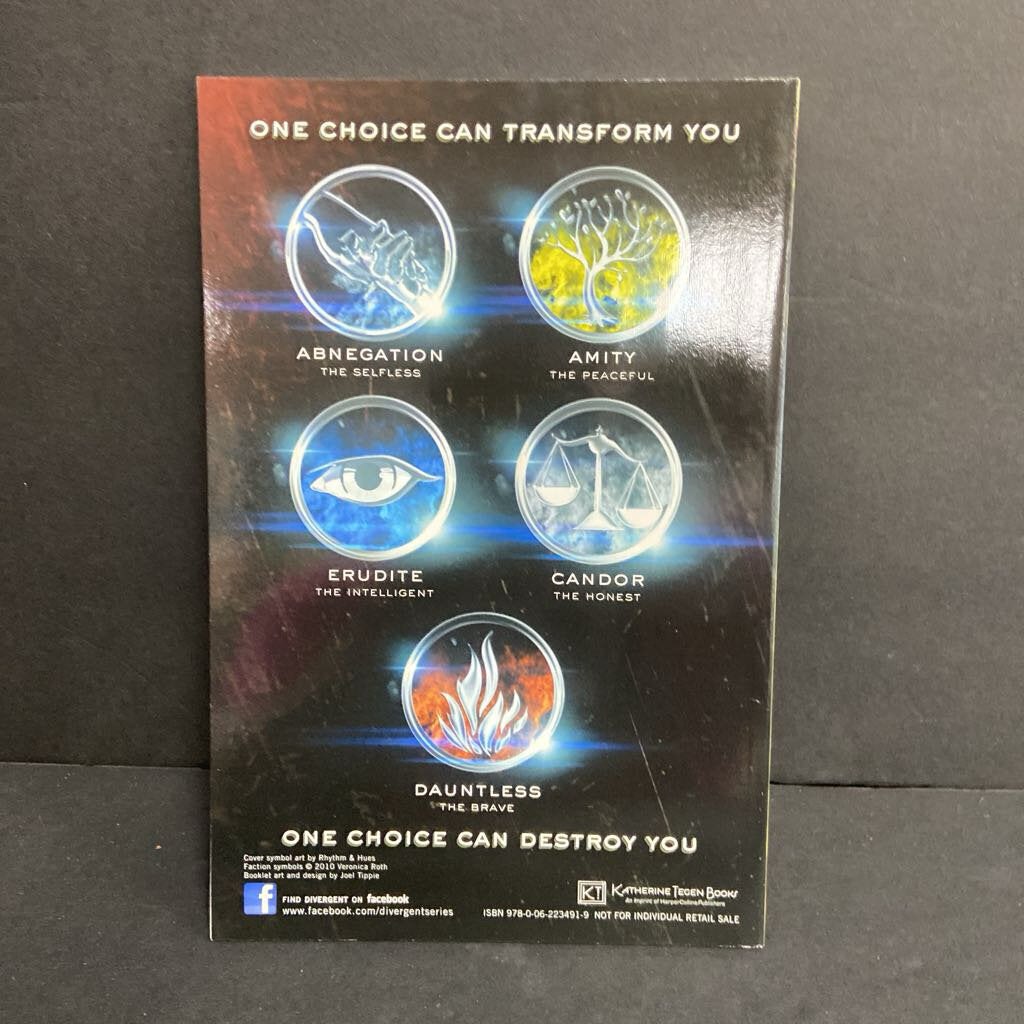 ONE CHOICE CAN TRANSFORM YOU
ABNEGATION
THE SELFLESS
AMITY
THE PEACEFUL
ERUDITE
THE INTELLIGENT
CANDOR
THE HONEST
DAUNTLESS
THE BRAVE
ONE CHOICE CAN DESTROY YOU
Cover symbol art by Rhythm & Hues
Faction symbols © 2010 Veronica Roth
Booklet art and design by Joel Tippie
f
FIND DIVERGENT ON facebook
www.facebook.com/divergentseries
KT
KATHERINE TEGEN BOOKS
An Imprint of HarperCollinsPublishers
ISBN 978-0-06-223491-9 NOT FOR INDIVIDUAL RETAIL SALE